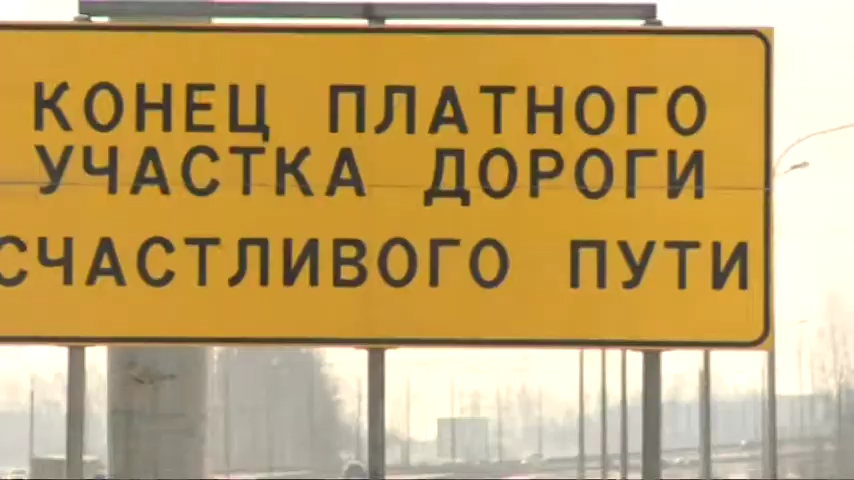 КОНЕЦ ПЛАТНОГО
УЧАСТКА ДОРОГИ
СЧАСТЛИВОГО ПУТИ